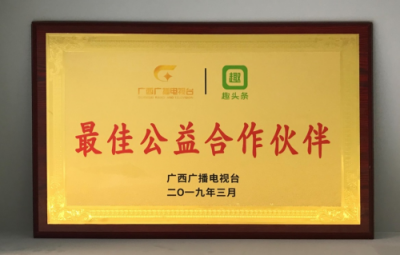 广西广播电视台
趣
趣头条
最佳公益合作伙伴
广西广播电视台
二〇一九年三月